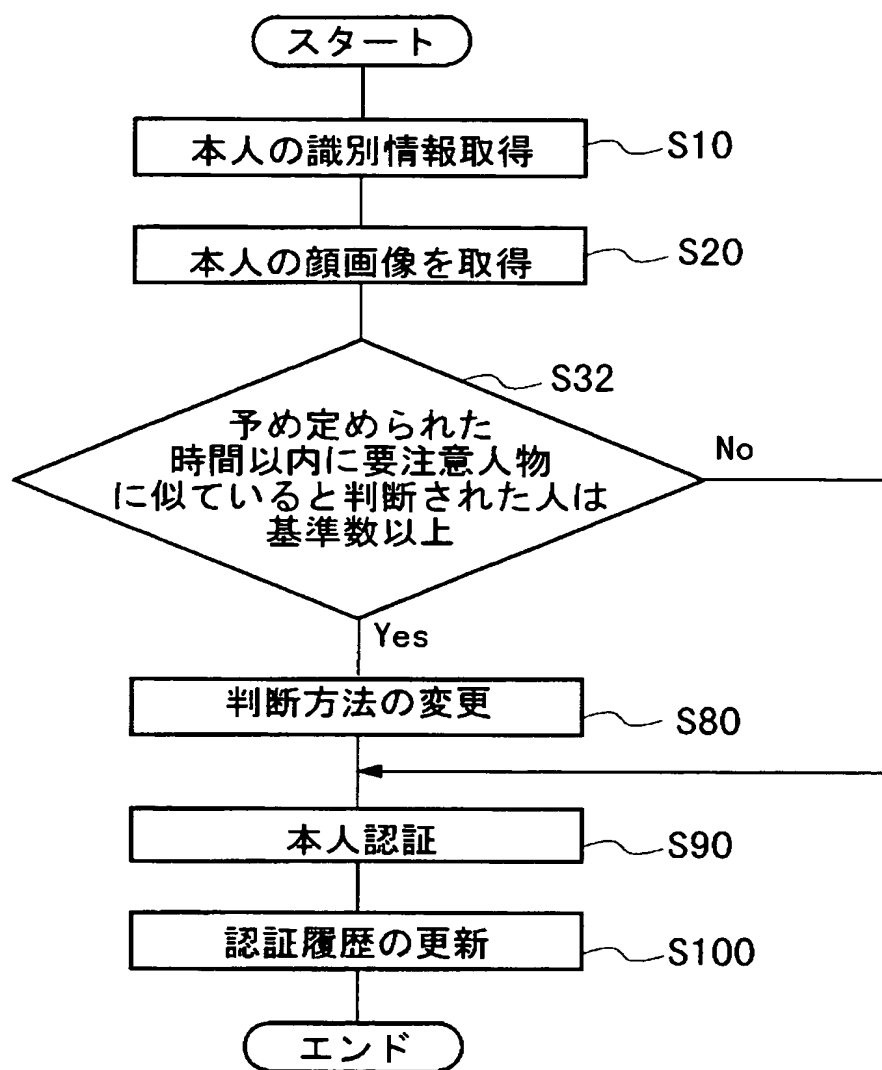 スタート
本人の識別情報取得
S10
本人の顔画像を取得
S20
S32
予め定められた
時間以内に要注意人物
に似ていると判断された人は
基準数以上
No
Yes
判断方法の変更
S80
本人認証
S90
認証履歴の更新
S100
エンド